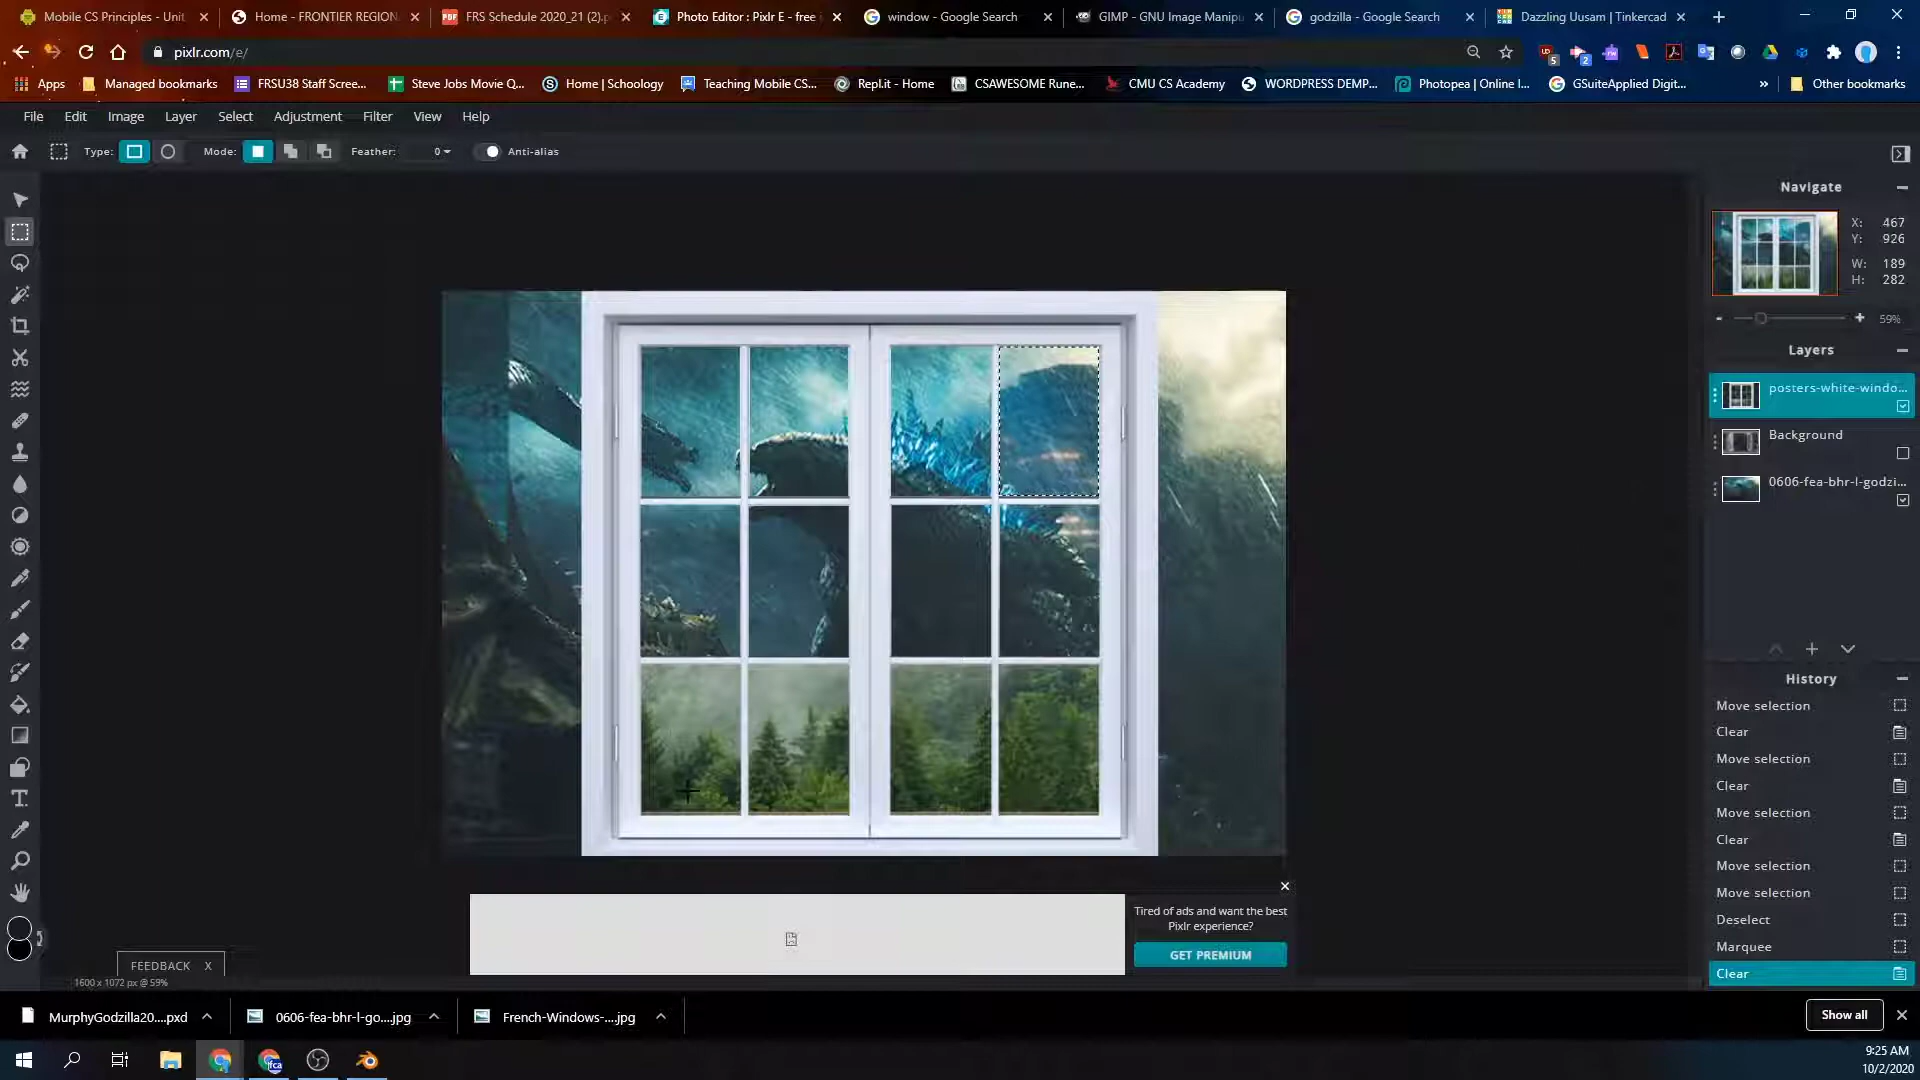 Mobile CS Principles - Unit
Home - FRONTIER REGION
FRS Schedule 2020_21 (2).p
Photo Editor : Pixlr E - free
window - Google Search
GIMP - GNU Image Manipu
godzilla - Google Search
Dazzling Uusam | Tinkercad
pixlr.com/e/
Apps
Managed bookmarks
FRSU38 Staff Scree...
Steve Jobs Movie Q...
Home | Schoology
Teaching Mobile CS...
Repl.it - Home
CSAWESOME Rune...
CMU CS Academy
WORDPRESS DEMP...
Photopea | Online I...
GSuiteApplied Digit...
Other bookmarks
File Edit Image Layer Select Adjustment Filter View Help
Type: Mode: Feather: 0 Anti-alias
Navigate
X: 467
Y: 926
W: 189
H: 282
59%
Layers
posters-white-windo...
Background
0606-fea-bhr-l-godzi...
History
Move selection
Clear
Move selection
Clear
Move selection
Clear
Move selection
Move selection
Deselect
Marquee
Clear
Tired of ads and want the best
Pixlr experience?
GET PREMIUM
FEEDBACK X
1600 x 1072 px @ 59%
MurphyGodzilla20....pxd
0606-fea-bhr-l-go....jpg
French-Windows-....jpg
Show all
9:25 AM
10/2/2020